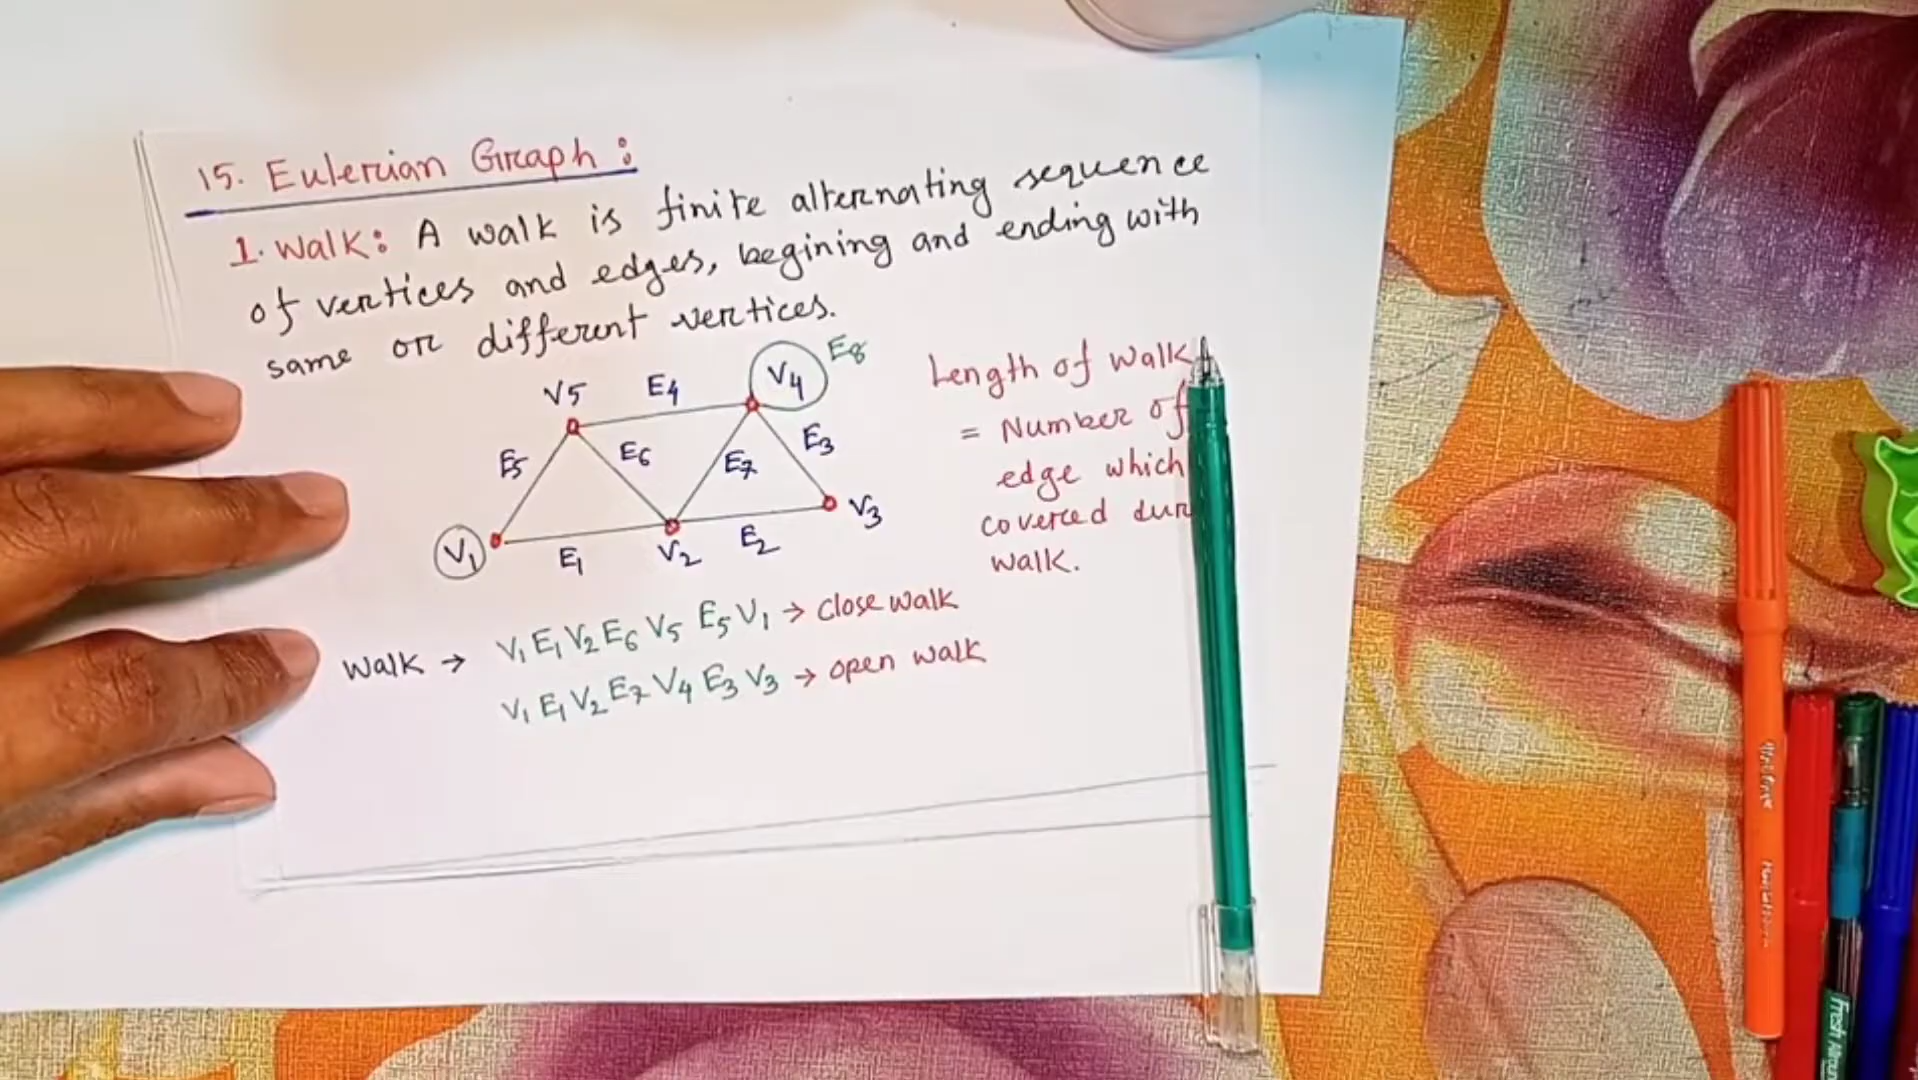 15. Eulerian Graph:
1. Walk: A walk is finite alternating sequence
of vertices and edges, begining and ending with
same or different vertices.
V5 E4 V4 E8
E5 E6 E7 E3
V1 E1 V2 E2 V3
Length of Walk
= Number of
edge which
covered
walk.
Walk → V1 E1 V2 E6 V5 E5 V1 → close walk
V1 E1 V2 E7 V4 E3 V3 → open walk